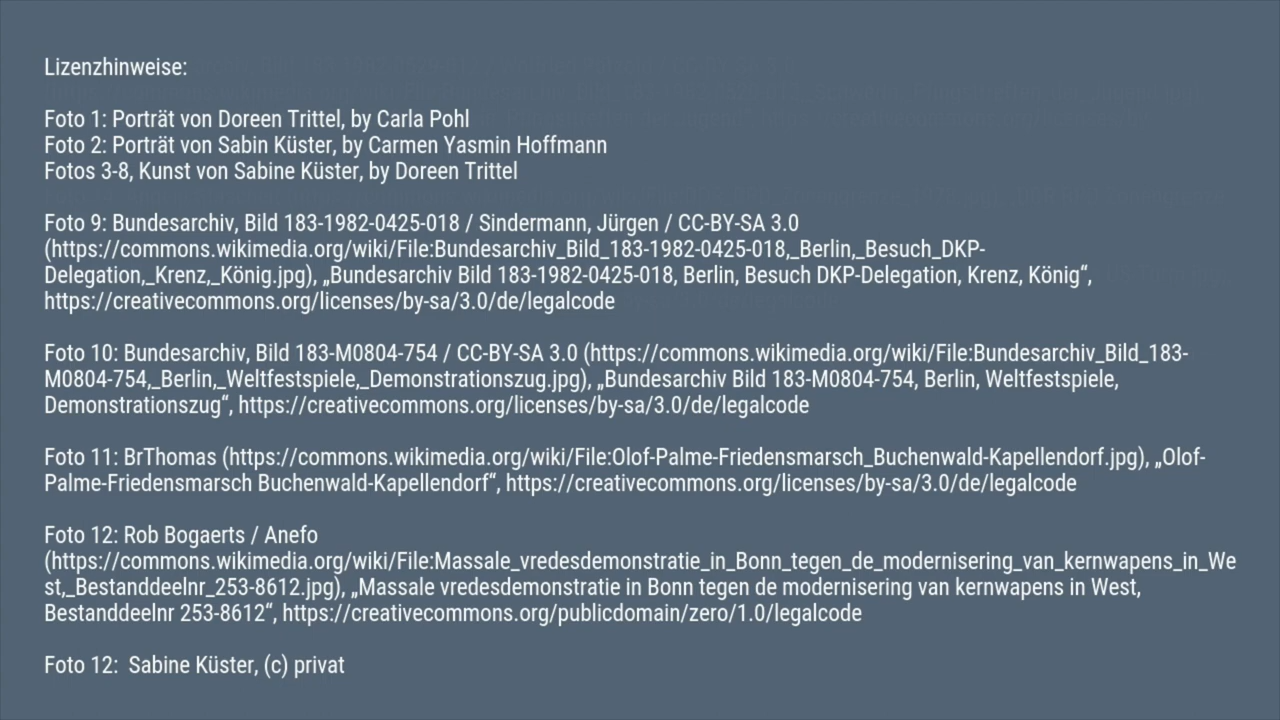 Lizenzhinweise:
Foto 1: Porträt von Doreen Trittel, by Carla Pohl
Foto 2: Porträt von Sabin Küster, by Carmen Yasmin Hoffmann
Fotos 3-8, Kunst von Sabine Küster, by Doreen Trittel
Foto 9: Bundesarchiv, Bild 183-1982-0425-018 / Sindermann, Jürgen / CC-BY-SA 3.0
(https://commons.wikimedia.org/wiki/File:Bundesarchiv_Bild_183-1982-0425-018,_Berlin,_Besuch_DKP-
Delegation,_Krenz,_König.jpg), „Bundesarchiv Bild 183-1982-0425-018, Berlin, Besuch DKP-Delegation, Krenz, König“,
https://creativecommons.org/licenses/by-sa/3.0/de/legalcode
Foto 10: Bundesarchiv, Bild 183-M0804-754 / CC-BY-SA 3.0 (https://commons.wikimedia.org/wiki/File:Bundesarchiv_Bild_183-
M0804-754,_Berlin,_Weltfestspiele,_Demonstrationszug.jpg), „Bundesarchiv Bild 183-M0804-754, Berlin, Weltfestspiele,
Demonstrationszug“, https://creativecommons.org/licenses/by-sa/3.0/de/legalcode
Foto 11: BrThomas (https://commons.wikimedia.org/wiki/File:Olof-Palme-Friedensmarsch_Buchenwald-Kapellendorf.jpg), „Olof-
Palme-Friedensmarsch Buchenwald-Kapellendorf“, https://creativecommons.org/licenses/by-sa/3.0/de/legalcode
Foto 12: Rob Bogaerts / Anefo
(https://commons.wikimedia.org/wiki/File:Massale_vredesdemonstratie_in_Bonn_tegen_de_modernisering_van_kernwapens_in_We
st,_Bestanddeelnr_253-8612.jpg), „Massale vredesdemonstratie in Bonn tegen de modernisering van kernwapens in West,
Bestanddeelnr 253-8612“, https://creativecommons.org/publicdomain/zero/1.0/legalcode
Foto 12:  Sabine Küster, (c) privat